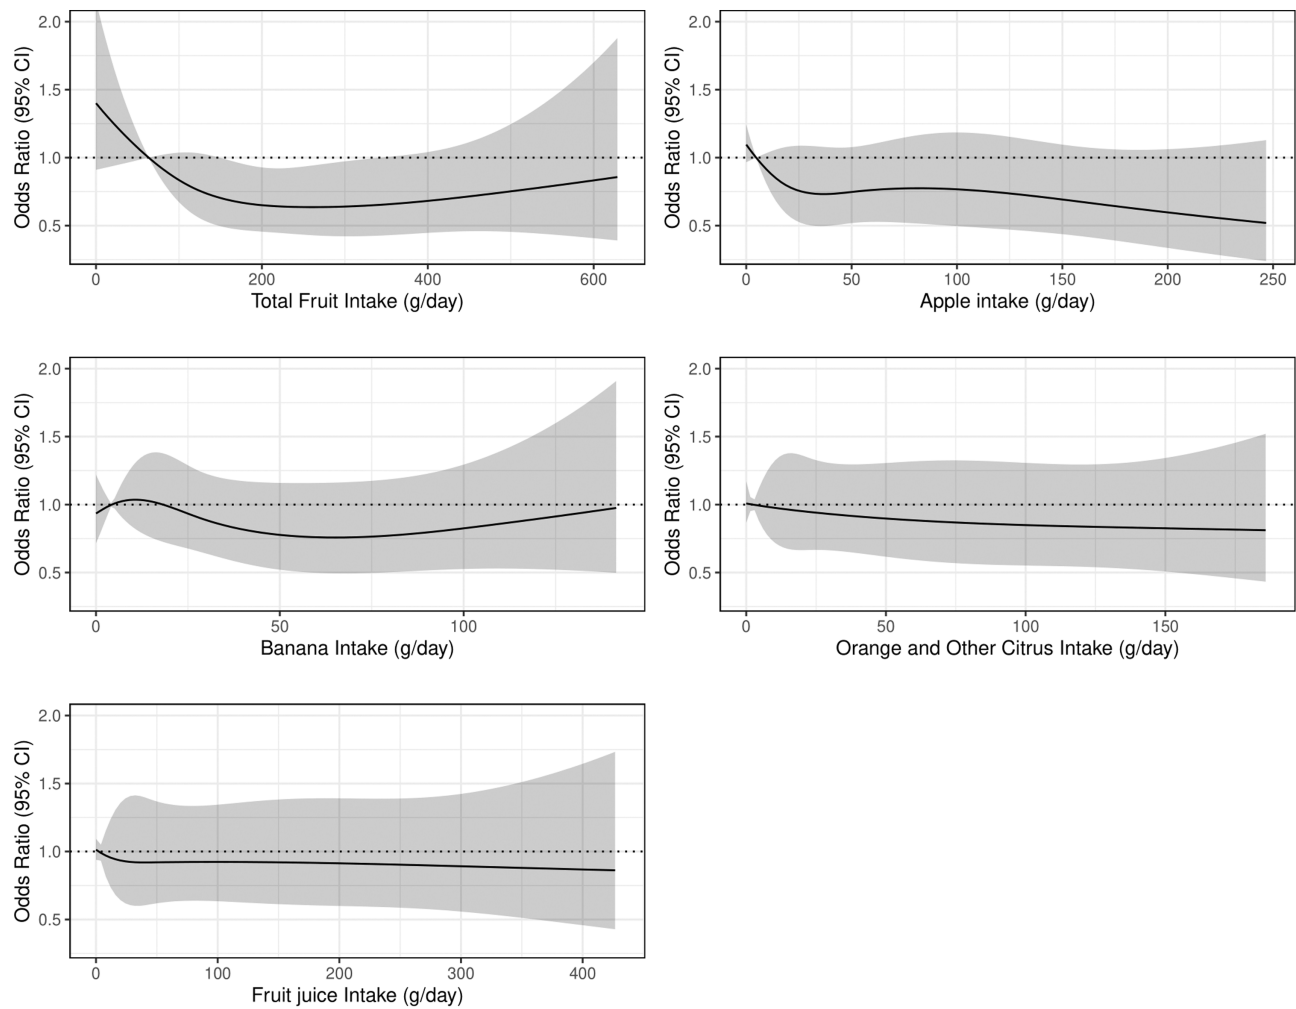 2.0
1.5
1.0
0.5
Odds Ratio (95% CI)
0 200 400 600
Total Fruit Intake (g/day)
2.0
1.5
1.0
0.5
Odds Ratio (95% CI)
0 50 100 150 200 250
Apple intake (g/day)
2.0
1.5
1.0
0.5
Odds Ratio (95% CI)
0 50 100
Banana Intake (g/day)
2.0
1.5
1.0
0.5
Odds Ratio (95% CI)
0 50 100 150
Orange and Other Citrus Intake (g/day)
2.0
1.5
1.0
0.5
Odds Ratio (95% CI)
0 100 200 300 400
Fruit juice Intake (g/day)